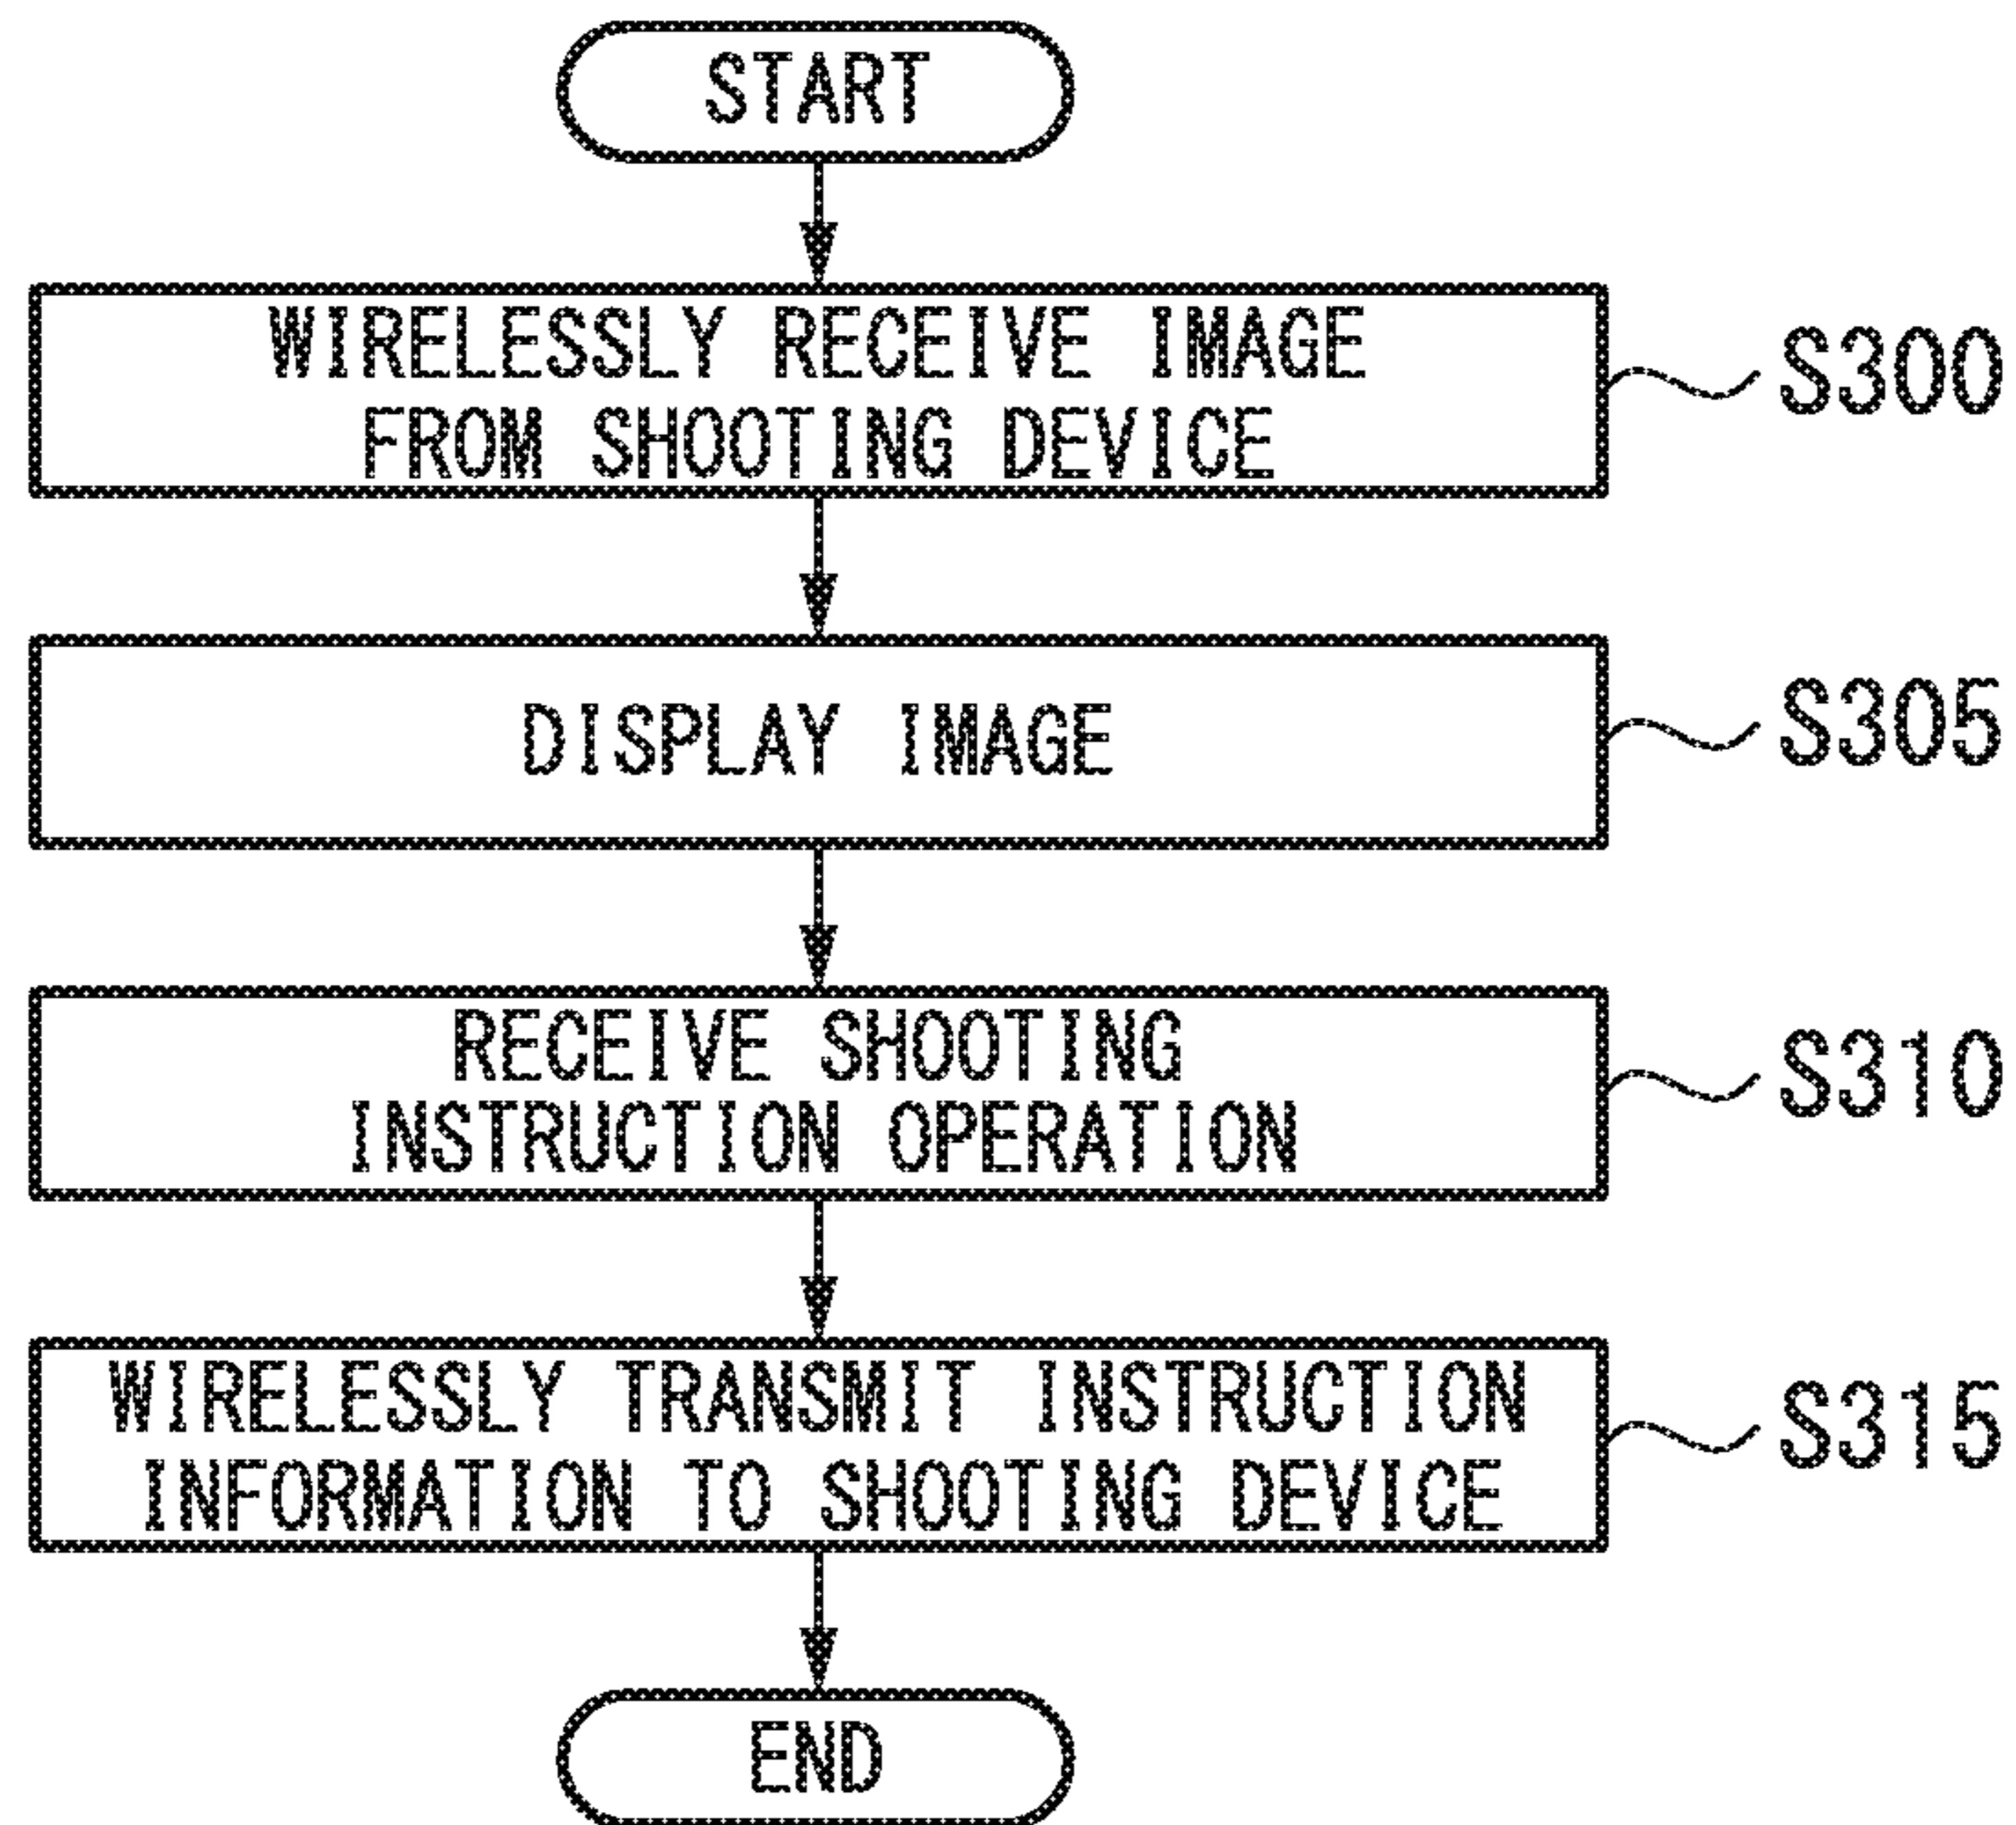 START
WIRELESSLY RECEIVE IMAGE
FROM SHOOTING DEVICE
S300
DISPLAY IMAGE
S305
RECEIVE SHOOTING
INSTRUCTION OPERATION
S310
WIRELESSLY TRANSMIT INSTRUCTION
INFORMATION TO SHOOTING DEVICE
S315
END